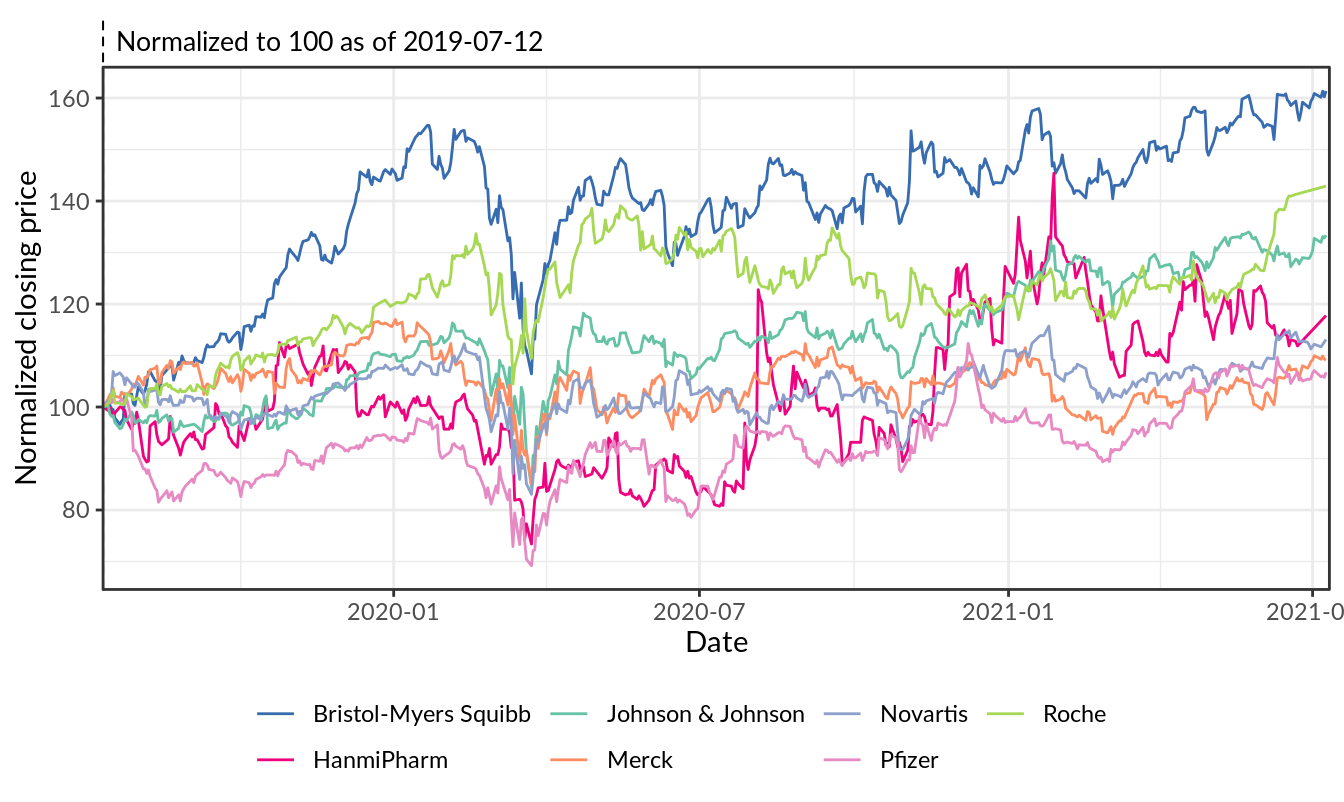 Normalized to 100 as of 2019-07-12
Normalized closing price
160
140
120
100
80
2020-01
2020-07
2021-01
2021-0
Date
Bristol-Myers Squibb
Johnson & Johnson
Novartis
Roche
HanmiPharm
Merck
Pfizer